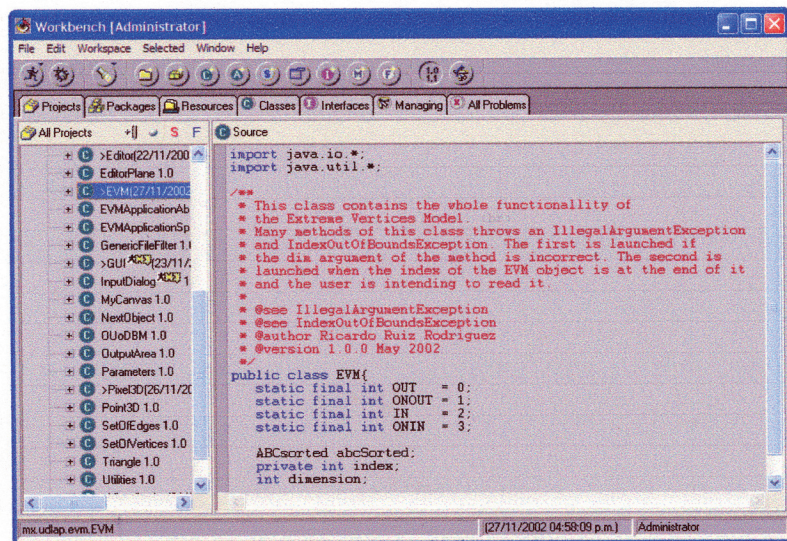 Workbench [Administrator]
File Edit Workspace Selected Window Help
Projects Packages Resources Classes Interfaces Managing All Problems
All Projects S F
Source
>Editor(22/11/200
EditorPlane 1.0
>EVM(27/11/2002
EVMApplicationAb
EVMApplicationSp
GenericFileFilter 1.(
>GUI (23/11/
InputDialog 1
MyCanvas 1.0
NextObject 1.0
OUoDBM 1.0
OutputArea 1.0
Parameters 1.0
>Pixel3D(26/11/20
Point3D 1.0
SetOfEdges 1.0
SetOfVertices 1.0
Triangle 1.0
Utilities 1.0
import java.io.*;
import java.util.*;
/**
* This class contains the whole functionallity of
* the Extreme Vertices Model.
* Many methods of this class throws an IllegalArgumentException
* and IndexOutOfBoundsException. The first is launched if
* the dim argument of the method is incorrect. The second is
* launched when the index of the EVM object is at the end of it
* and the user is intending to read it.
*
* @see IllegalArgumentException
* @see IndexOutOfBoundsException
* @author Ricardo Ruiz Rodriguez
* @version 1.0.0 May 2002
*/
public class EVM{
static final int OUT = 0;
static final int ONOUT = 1;
static final int IN = 2;
static final int ONIN = 3;
ABCsorted abcSorted;
private int index;
int dimension;
mx.udlap.evm.EVM
(27/11/2002 04:58:09 p.m.)
Administrator